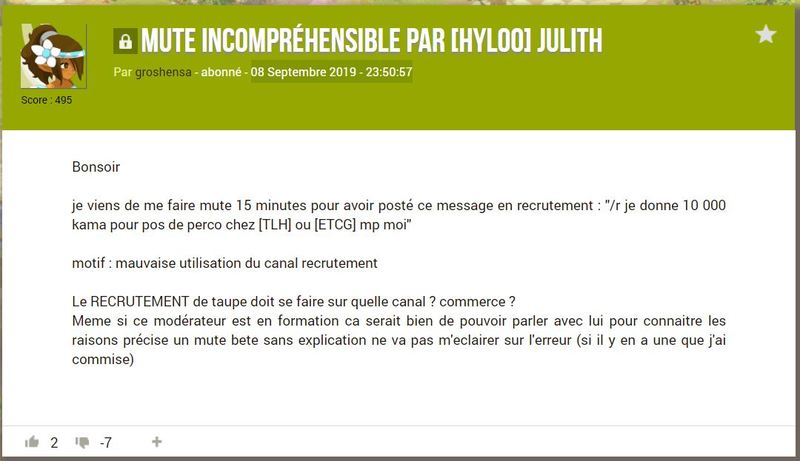 MUTE INCOMPRÉHENSIBLE PAR [HYLOO] JULITH
Par groshensa - abonné - 08 Septembre 2019 - 23:50:57
Score : 495
Bonsoir
je viens de me faire mute 15 minutes pour avoir posté ce message en recrutement : "/r je donne 10 000
kama pour pos de perco chez [TLH] ou [ETCG] mp moi"
motif : mauvaise utilisation du canal recrutement
Le RECRUTEMENT de taupe doit se faire sur quelle canal ? commerce ?
Meme si ce modérateur est en formation ca serait bien de pouvoir parler avec lui pour connaitre les
raisons précise un mute bete sans explication ne va pas m'eclairer sur l'erreur (si il y en a une que j'ai
commise)
2 -7 +